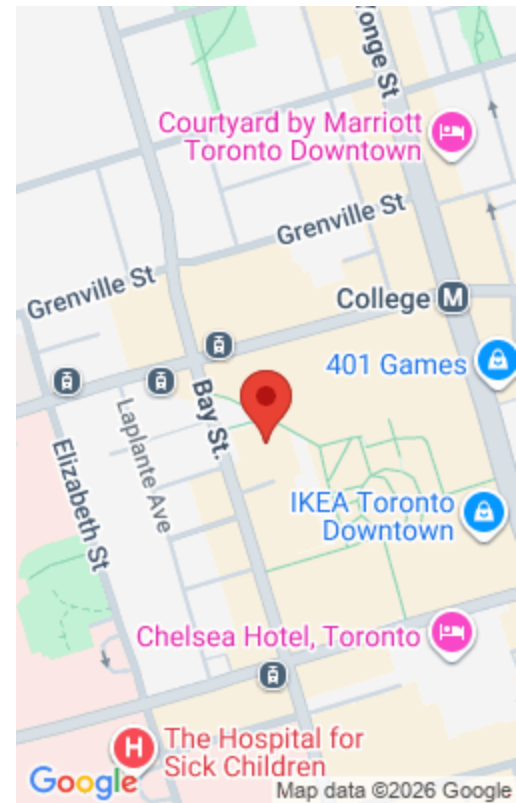 Yonge St
Courtyard by Marriott
Toronto Downtown
Grenville St
Grenville St
College M
401 Games
Bay St.
Laplante Ave
Elizabeth St
IKEA Toronto
Downtown
Chelsea Hotel, Toronto
H
The Hospital for
Sick Children
Google
Map data ©2026 Google